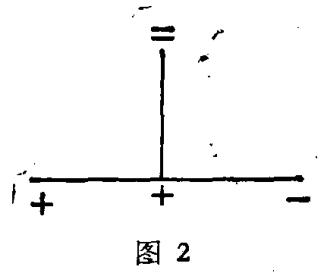 =
+ + −
图 2